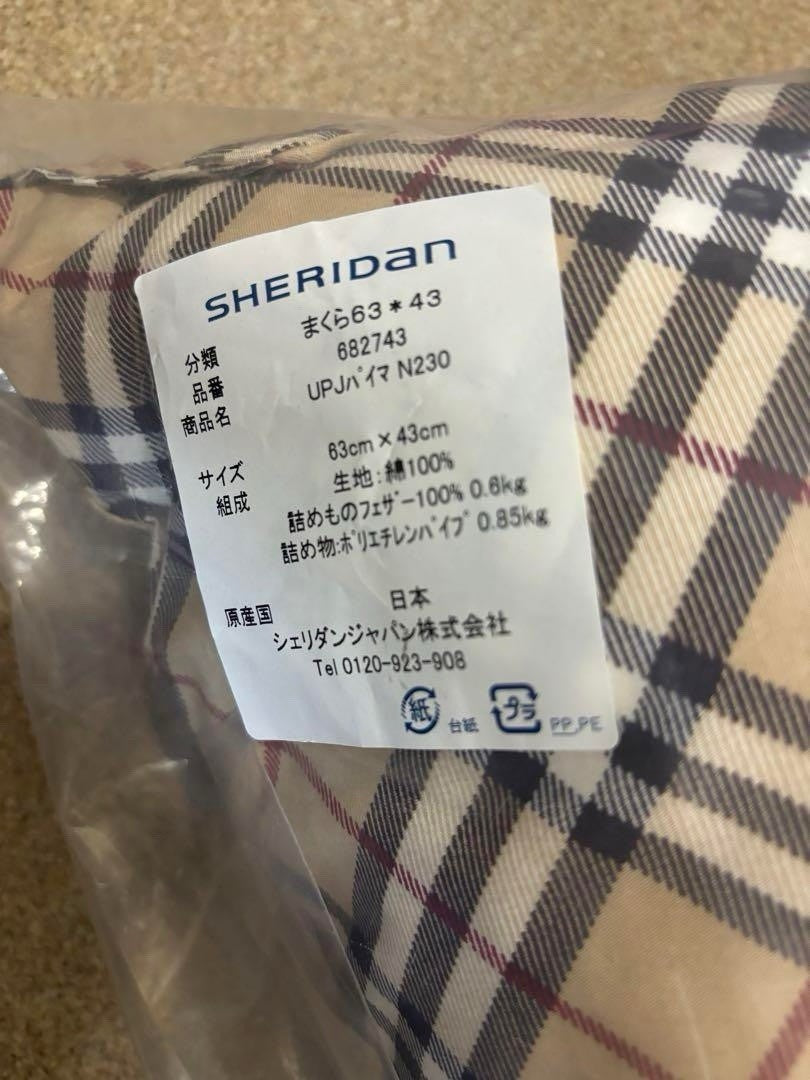 SHERIDan
分類 まくら63*43
品番 682743
商品名 UPJパイマ N230
サイズ 63cm×43cm
組成 生地:綿100%
詰めものフェザー100% 0.6kg
詰め物:ポリエチレンパイプ 0.85kg
原産国 日本
シェリダンジャパン株式会社
Tel 0120-923-908
紙 台紙 プラ PP,PE